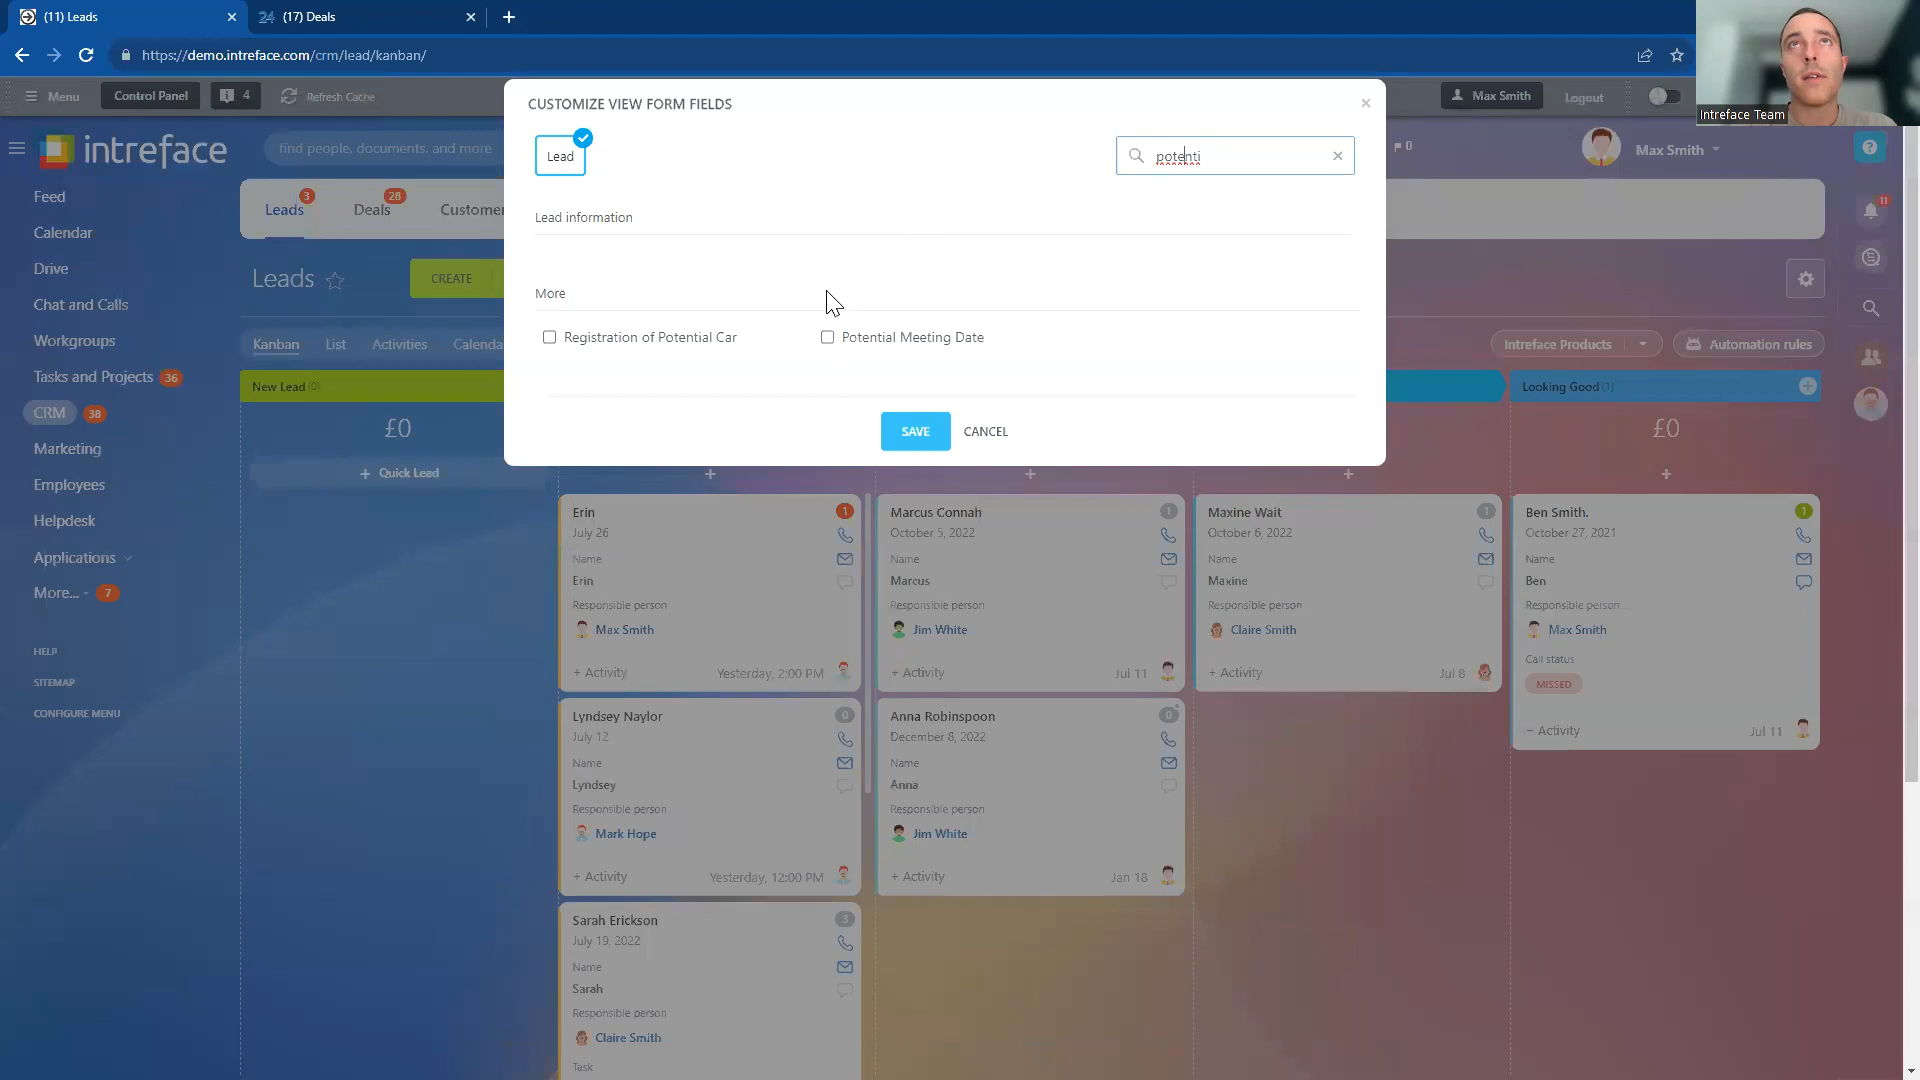 (11) Leads
24 (17) Deals
https://demo.intreface.com/crm/lead/kanban/
Menu
Control Panel
4
Refresh Cache
Max Smith
Logout
Intreface Team
CUSTOMIZE VIEW FORM FIELDS
Lead
potenti
Lead information
More
Registration of Potential Car
Potential Meeting Date
SAVE
CANCEL
intreface
find people, documents, and more
0
Max Smith
?
Feed
Calendar
Drive
Chat and Calls
Workgroups
Tasks and Projects 36
CRM 38
Marketing
Employees
Helpdesk
Applications
More... 7
HELP
SITEMAP
CONFIGURE MENU
Leads 3
Deals 28
Customer
11
Leads
CREATE
Kanban
List
Activities
Calenda
Intreface Products
Automation rules
New Lead (0)
£0
+ Quick Lead
Looking Good (1)
£0
Erin
1
July 26
Name
Erin
Responsible person
Max Smith
+ Activity
Yesterday, 2:00 PM
Lyndsey Naylor
0
July 12
Name
Lyndsey
Responsible person
Mark Hope
+ Activity
Yesterday, 12:00 PM
Sarah Erickson
3
July 19, 2022
Name
Sarah
Responsible person
Claire Smith
Task
Marcus Connah
1
October 5, 2022
Name
Marcus
Responsible person
Jim White
+ Activity
Jul 11
Anna Robinspoon
0
December 8, 2022
Name
Anna
Responsible person
Jim White
+ Activity
Jan 18
Maxine Wait
1
October 6, 2022
Name
Maxine
Responsible person
Claire Smith
+ Activity
Jul 8
Ben Smith.
1
October 27, 2021
Name
Ben
Responsible person...
Max Smith
Call status
MISSED
+ Activity
Jul 11